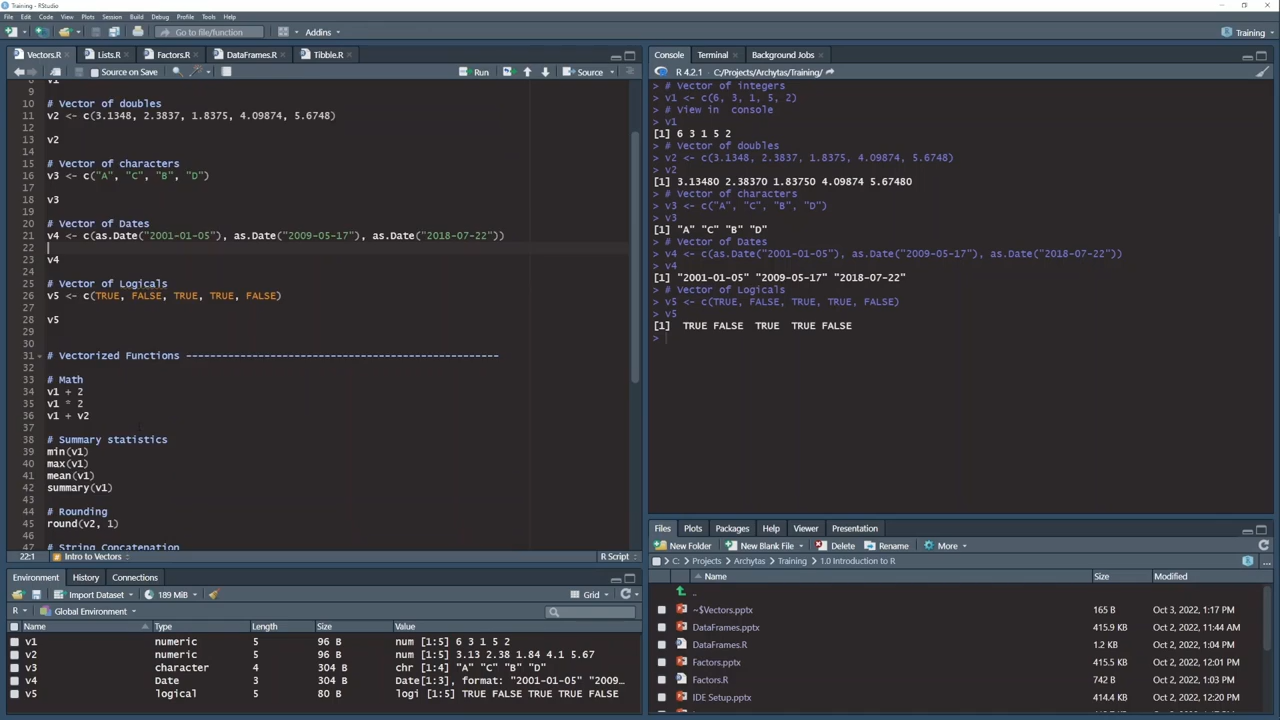 Training - RStudio
File Edit Code View Plots Session Build Debug Profile Tools Help
Go to file/function Addins Training
Vectors.R Lists.R Factors.R DataFrames.R Tibble.R
Source on Save Run Source
8 v1
9
10 # Vector of doubles
11 v2 <- c(3.1348, 2.3837, 1.8375, 4.09874, 5.6748)
12
13 v2
14
15 # Vector of characters
16 v3 <- c("A", "C", "B", "D")
17
18 v3
19
20 # Vector of Dates
21 v4 <- c(as.Date("2001-01-05"), as.Date("2009-05-17"), as.Date("2018-07-22"))
22
23 v4
24
25 # Vector of Logicals
26 v5 <- c(TRUE, FALSE, TRUE, TRUE, FALSE)
27
28 v5
29
30
31 # Vectorized Functions ----------------------------------------------------
32
33 # Math
34 v1 + 2
35 v1 * 2
36 v1 + v2
37
38 # Summary statistics
39 min(v1)
40 max(v1)
41 mean(v1)
42 summary(v1)
43
44 # Rounding
45 round(v2, 1)
46
47 # String Concatenation
22:1 # Intro to Vectors R Script
Console Terminal Background Jobs
R 4.2.1 · C:/Projects/Archytas/Training/
> # Vector of integers
> v1 <- c(6, 3, 1, 5, 2)
> # View in  console
> v1
[1] 6 3 1 5 2
> # Vector of doubles
> v2 <- c(3.1348, 2.3837, 1.8375, 4.09874, 5.6748)
> v2
[1] 3.13480 2.38370 1.83750 4.09874 5.67480
> # Vector of characters
> v3 <- c("A", "C", "B", "D")
> v3
[1] "A" "C" "B" "D"
> # Vector of Dates
> v4 <- c(as.Date("2001-01-05"), as.Date("2009-05-17"), as.Date("2018-07-22"))
> v4
[1] "2001-01-05" "2009-05-17" "2018-07-22"
> # Vector of Logicals
> v5 <- c(TRUE, FALSE, TRUE, TRUE, FALSE)
> v5
[1]  TRUE FALSE  TRUE  TRUE FALSE
>
Environment History Connections
Import Dataset 189 MiB Grid
R Global Environment
Name Type Length Size Value
v1 numeric 5 96 B num [1:5] 6 3 1 5 2
v2 numeric 5 96 B num [1:5] 3.13 2.38 1.84 4.1 5.67
v3 character 4 304 B chr [1:4] "A" "C" "B" "D"
v4 Date 3 304 B Date[1:3], format: "2001-01-05" "2009…
v5 logical 5 80 B logi [1:5] TRUE FALSE TRUE TRUE FALSE
Files Plots Packages Help Viewer Presentation
New Folder New Blank File Delete Rename More
C: Projects Archytas Training 1.0 Introduction to R
Name Size Modified
..
~$Vectors.pptx 165 B Oct 3, 2022, 1:17 PM
DataFrames.pptx 415.9 KB Oct 2, 2022, 11:44 AM
DataFrames.R 1.2 KB Oct 2, 2022, 1:04 PM
Factors.pptx 415.5 KB Oct 2, 2022, 12:01 PM
Factors.R 742 B Oct 2, 2022, 1:03 PM
IDE Setup.pptx 414.4 KB Oct 2, 2022, 12:20 PM